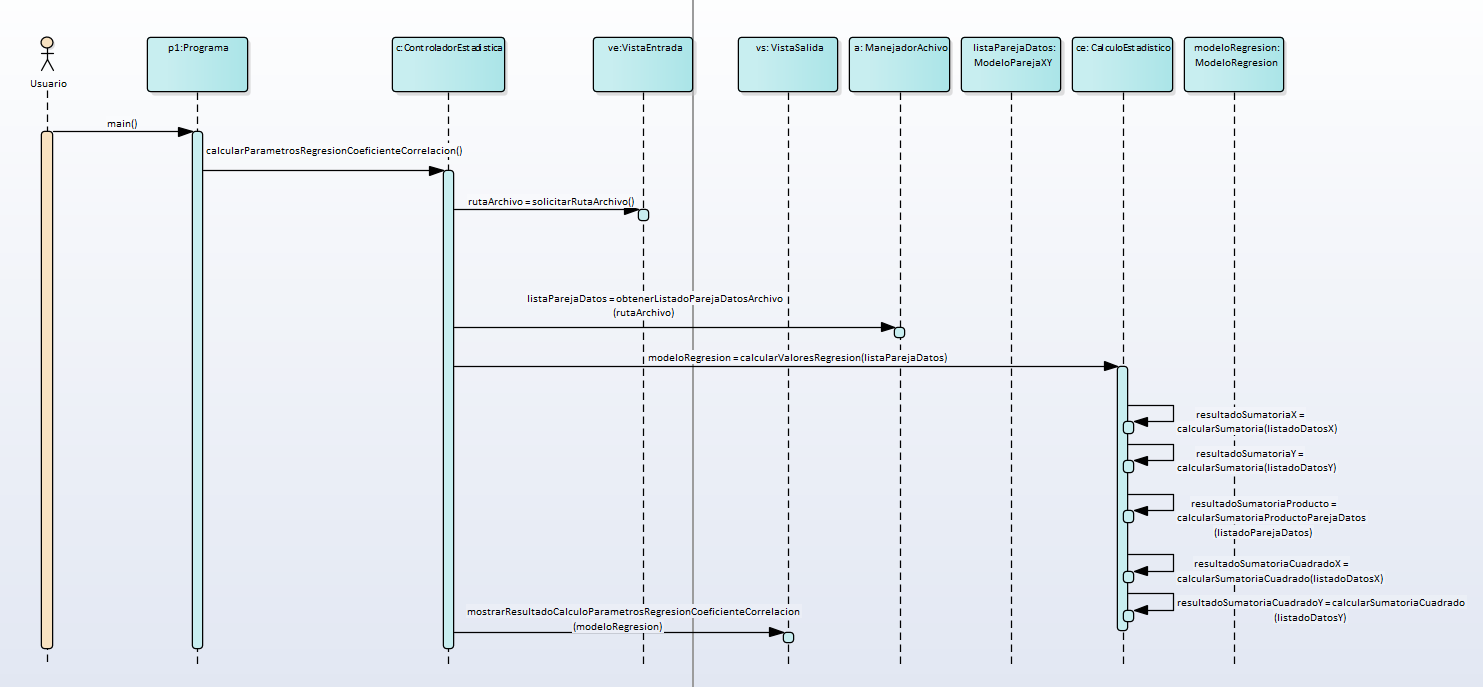 p1:Programa
c:ControladorEstadistica
ve:VistaEntrada
vs: VistaSalida
a: ManejadorAchivo
listaParejaDatos:
ModeloParejaXY
ce: CalculoEstadistico
modeloRegresion:
ModeloRegresion
Usuario
main()
calcularParametrosRegresionCoeficienteCorrelacion()
rutaArchivo = solicitarRutaArchivo()
listaParejaDatos = obtenerListadoParejaDatosArchivo
(rutaArchivo)
modeloRegresion = calcularValoresRegresion(listaParejaDatos)
resultadoSumatoriaX =
calcularSumatoria(listadoDatosX)
resultadoSumatoriaY =
calcularSumatoria(listadoDatosY)
resultadoSumatoriaProducto =
calcularSumatoriaProductoParejaDatos
(listadoParejaDatos)
resultadoSumatoriaCuadradoX =
calcularSumatoriaCuadrado(listadoDatosX)
resultadoSumatoriaCuadradoY = calcularSumatoriaCuadrado
(listadoDatosY)
mostrarResultadoCalculoParametrosRegresionCoeficienteCorrelacion
(modeloRegresion)